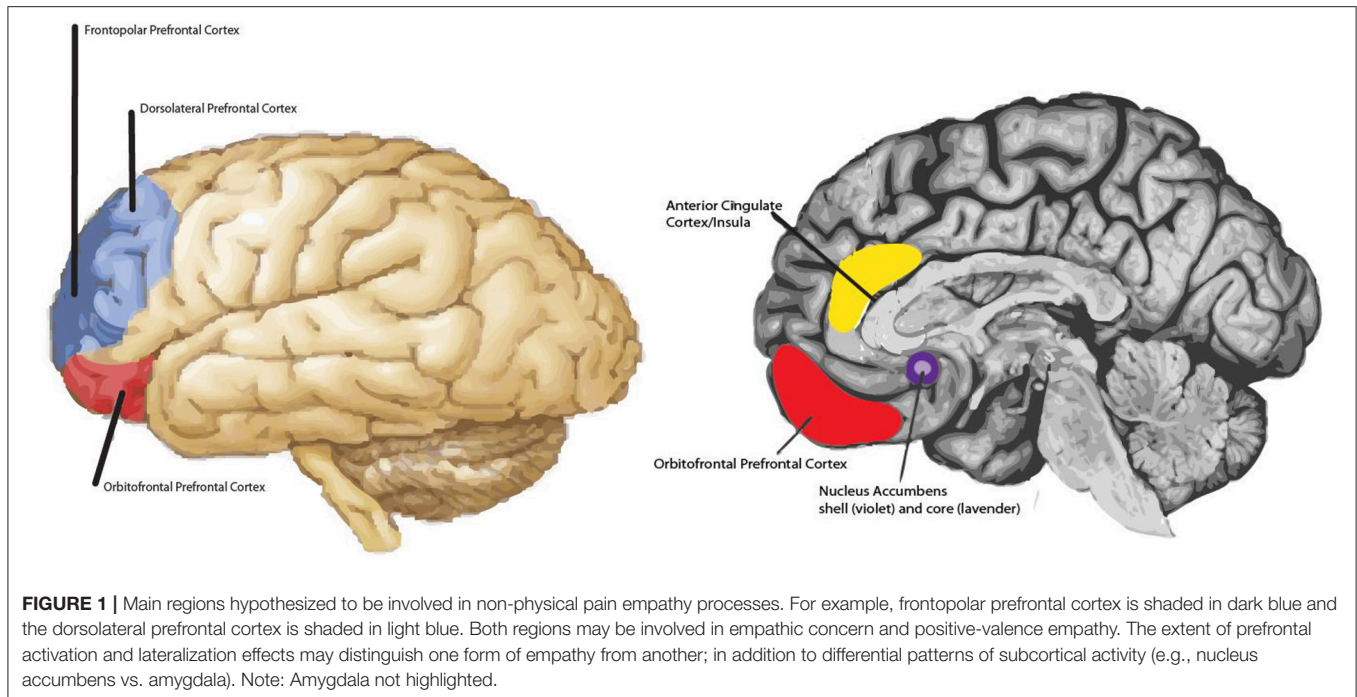 Frontopolar Prefrontal Cortex
Dorsolateral Prefrontal Cortex
Orbitofrontal Prefrontal Cortex
Anterior Cingulate
Cortex/Insula
Orbitofrontal Prefrontal Cortex
Nucleus Accumbens
shell (violet) and core (lavender)
FIGURE 1 | Main regions hypothesized to be involved in non-physical pain empathy processes. For example, frontopolar prefrontal cortex is shaded in dark blue and
the dorsolateral prefrontal cortex is shaded in light blue. Both regions may be involved in empathic concern and positive-valence empathy. The extent of prefrontal
activation and lateralization effects may distinguish one form of empathy from another; in addition to differential patterns of subcortical activity (e.g., nucleus
accumbens vs. amygdala). Note: Amygdala not highlighted.